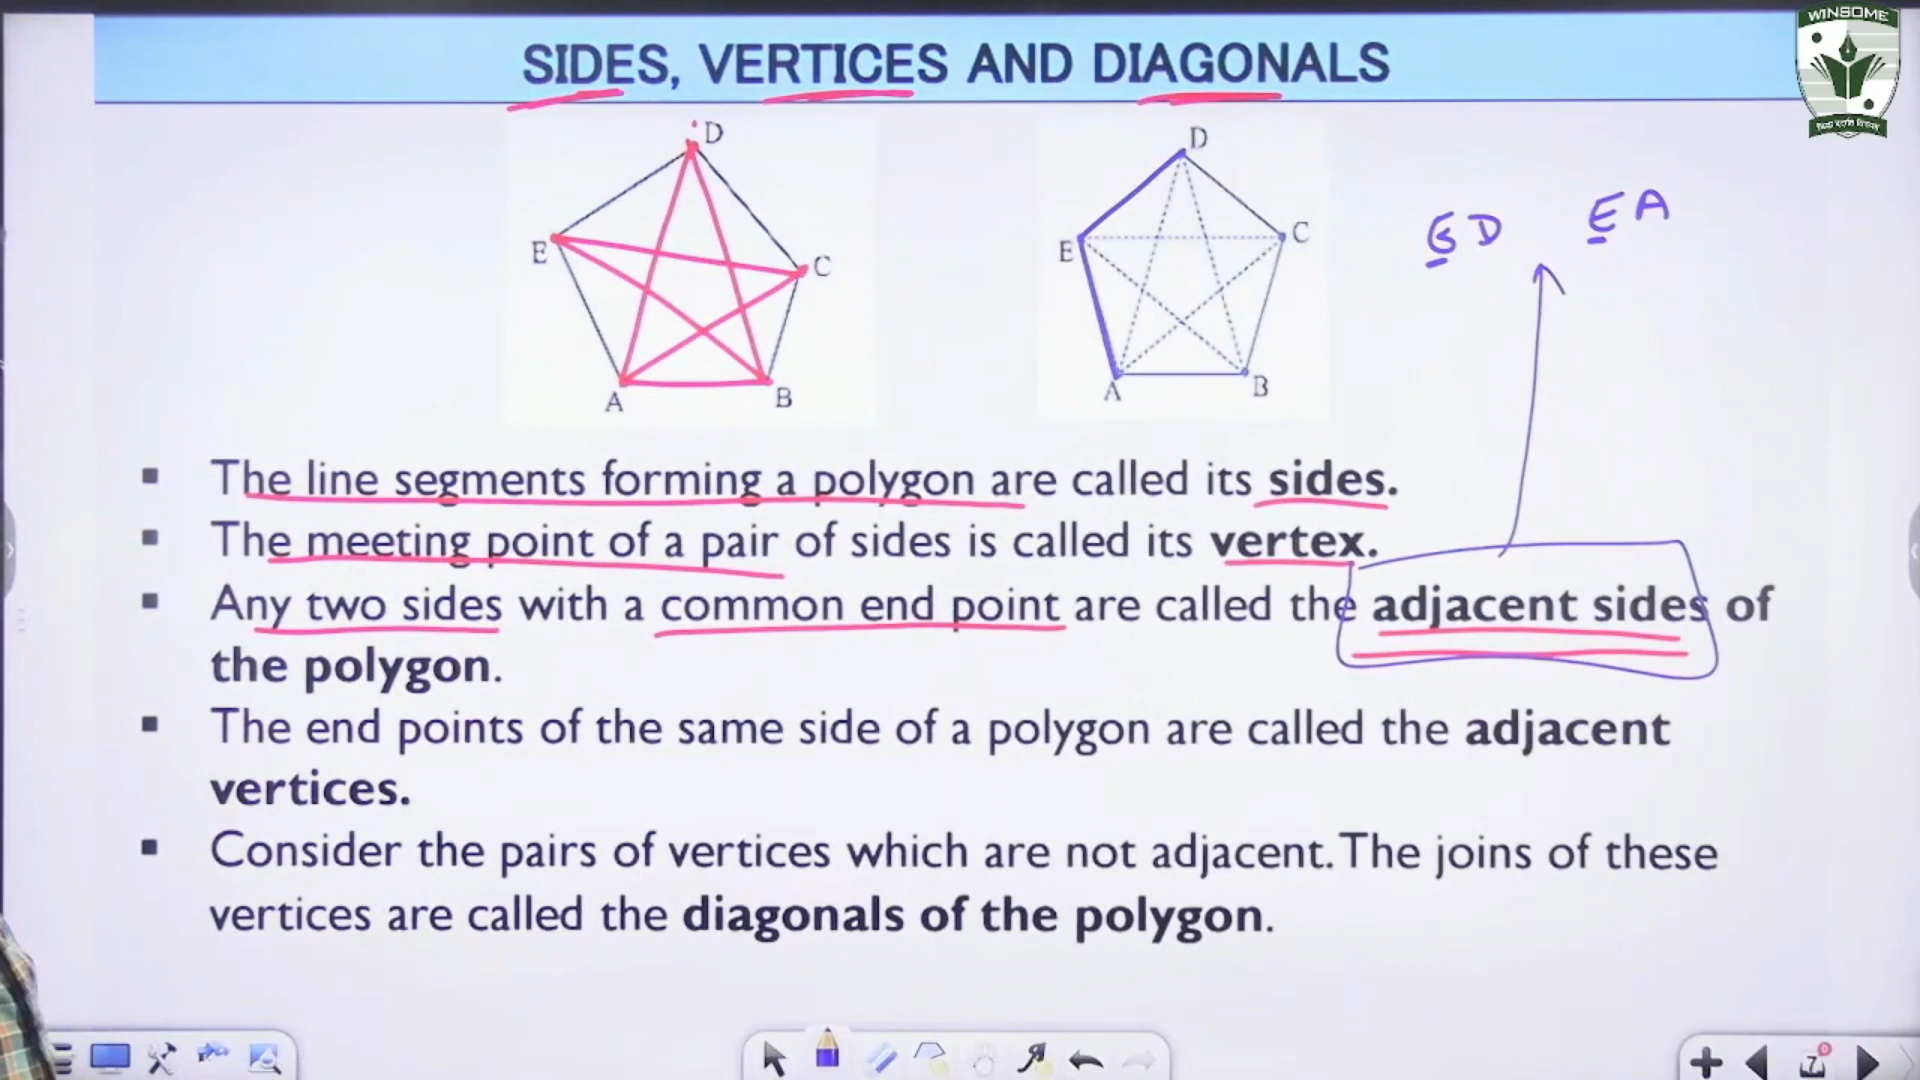 WINSOME
SIDES, VERTICES AND DIAGONALS
D
E
C
A
B
D
E
C
A
B
ED EA
The line segments forming a polygon are called its sides.
The meeting point of a pair of sides is called its vertex.
Any two sides with a common end point are called the adjacent sides of
the polygon.
The end points of the same side of a polygon are called the adjacent
vertices.
Consider the pairs of vertices which are not adjacent. The joins of these
vertices are called the diagonals of the polygon.
7